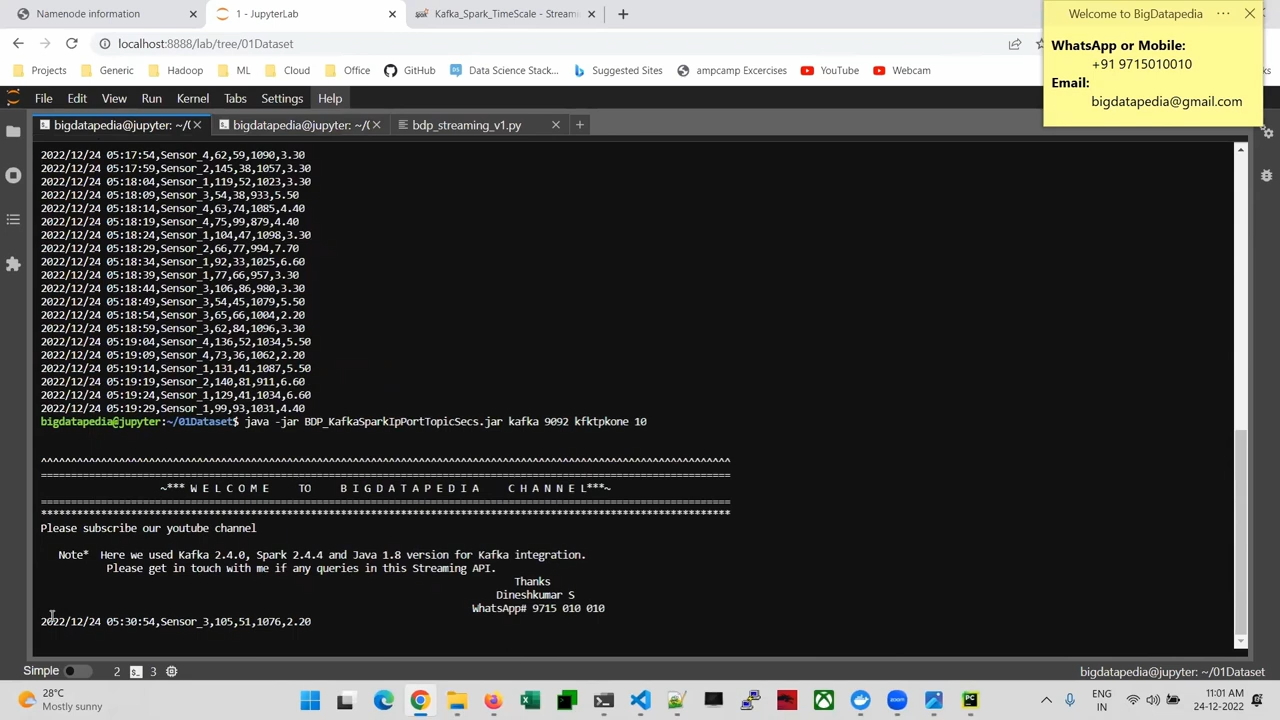 Namenode information
1 - JupyterLab
Kafka_Spark_TimeScale - Stream
localhost:8888/lab/tree/01Dataset
Projects Generic Hadoop ML Cloud Office GitHub Data Science Stack... Suggested Sites ampcamp Excercises YouTube Webcam
Welcome to BigDatapedia
WhatsApp or Mobile:
+91 9715010010
Email:
bigdatapedia@gmail.com
File Edit View Run Kernel Tabs Settings Help
bigdatapedia@jupyter: ~/( bigdatapedia@jupyter: ~/( bdp_streaming_v1.py
2022/12/24 05:17:54,Sensor_4,62,59,1090,3.30
2022/12/24 05:17:59,Sensor_2,145,38,1057,3.30
2022/12/24 05:18:04,Sensor_1,119,52,1023,3.30
2022/12/24 05:18:09,Sensor_3,54,38,933,5.50
2022/12/24 05:18:14,Sensor_4,63,74,1085,4.40
2022/12/24 05:18:19,Sensor_4,75,99,879,4.40
2022/12/24 05:18:24,Sensor_1,104,47,1098,3.30
2022/12/24 05:18:29,Sensor_2,66,77,994,7.70
2022/12/24 05:18:34,Sensor_1,92,33,1025,6.60
2022/12/24 05:18:39,Sensor_1,77,66,957,3.30
2022/12/24 05:18:44,Sensor_3,106,86,980,3.30
2022/12/24 05:18:49,Sensor_3,54,45,1079,5.50
2022/12/24 05:18:54,Sensor_3,65,66,1004,2.20
2022/12/24 05:18:59,Sensor_3,62,84,1096,3.30
2022/12/24 05:19:04,Sensor_4,136,52,1034,5.50
2022/12/24 05:19:09,Sensor_4,73,36,1062,2.20
2022/12/24 05:19:14,Sensor_1,131,41,1087,5.50
2022/12/24 05:19:19,Sensor_2,140,81,911,6.60
2022/12/24 05:19:24,Sensor_1,129,41,1034,6.60
2022/12/24 05:19:29,Sensor_1,99,93,1031,4.40
bigdatapedia@jupyter:~/01Dataset$ java -jar BDP_KafkaSparkIpPortTopicSecs.jar kafka 9092 kfktpkone 10
~*** W E L C O M E TO B I G D A T A P E D I A C H A N N E L***~
Please subscribe our youtube channel
Note* Here we used Kafka 2.4.0, Spark 2.4.4 and Java 1.8 version for Kafka integration.
Please get in touch with me if any queries in this Streaming API.
Thanks
Dineshkumar S
WhatsApp# 9715 010 010
2022/12/24 05:30:54,Sensor_3,105,51,1076,2.20
Simple 2 3 bigdatapedia@jupyter: ~/01Dataset
28°C
Mostly sunny
ENG
IN
11:01 AM
24-12-2022